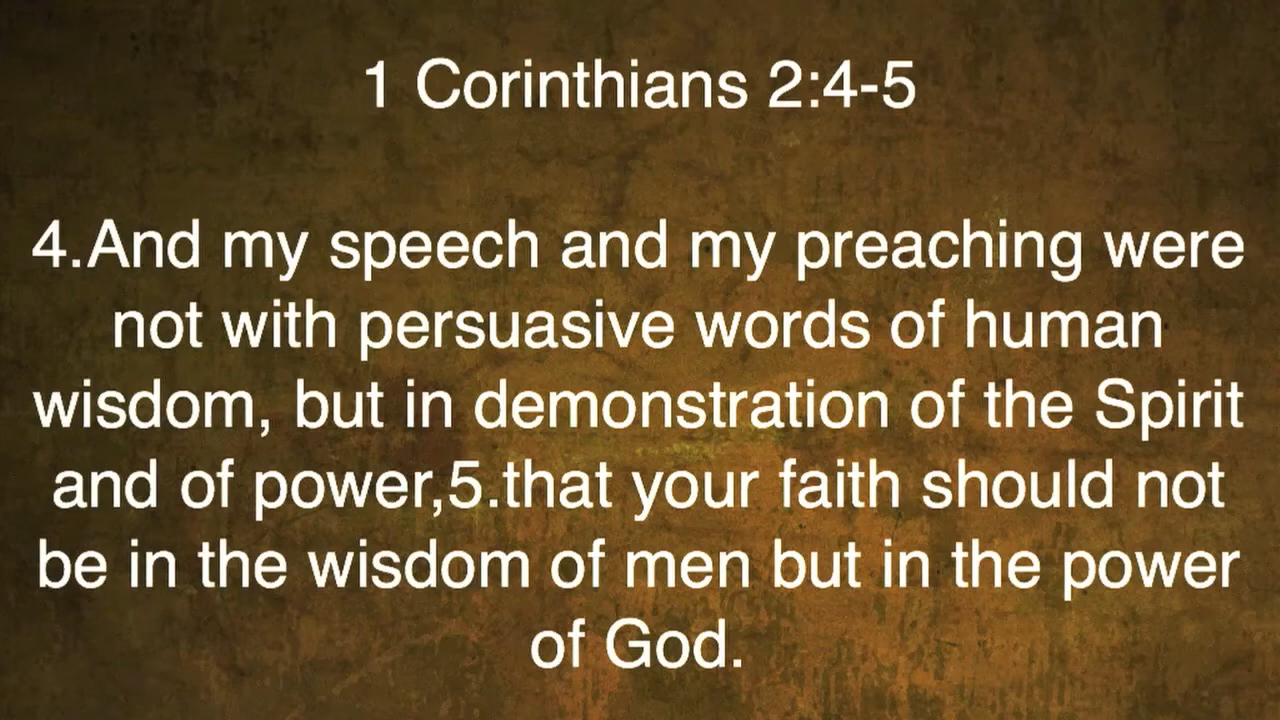 1 Corinthians 2:4-5
4.And my speech and my preaching were
not with persuasive words of human
wisdom, but in demonstration of the Spirit
and of power,5.that your faith should not
be in the wisdom of men but in the power
of God.